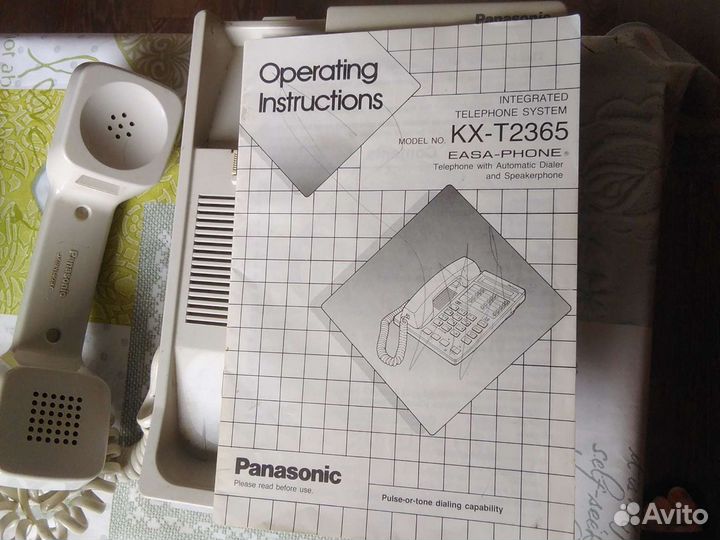 Panasonic
Operating
Instructions
INTEGRATED
TELEPHONE SYSTEM
MODEL NO. KX-T2365
EASA-PHONE®
Telephone with Automatic Dialer
and Speakerphone
Panasonic
Please read before use.
Pulse-or-tone dialing capability
Panasonic
Avito